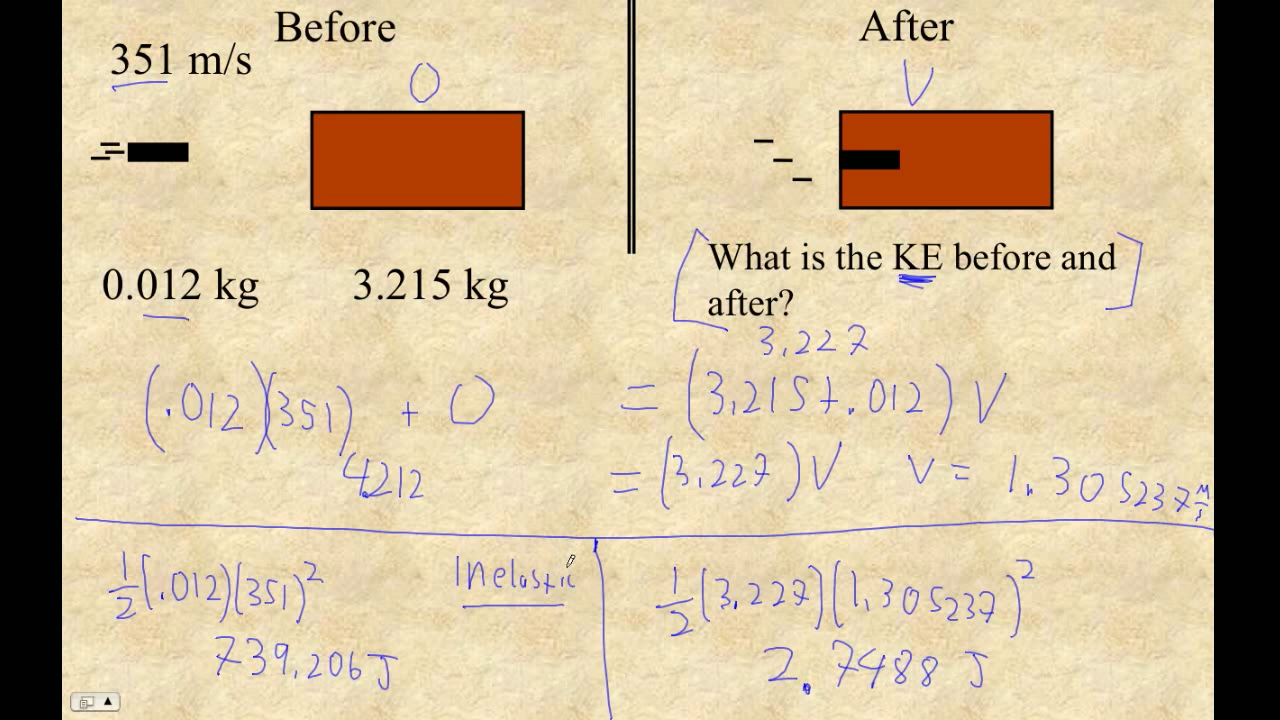 Before
351 m/s
0
0.012 kg
3.215 kg
After
V
What is the KE before and
after?
3.227
(.012)(351) + 0 = (3.215+.012) V
4.212 = (3.227) V V = 1.305237 M/s
1/2 (.012)(351)²
Inelastic
739.206 J
1/2 (3.227)(1.305237)²
2.7488 J